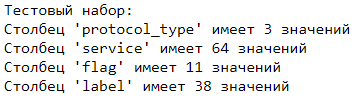 Тестовый набор:
Столбец 'protocol_type' имеет 3 значений
Столбец 'service' имеет 64 значений
Столбец 'flag' имеет 11 значений
Столбец 'label' имеет 38 значений